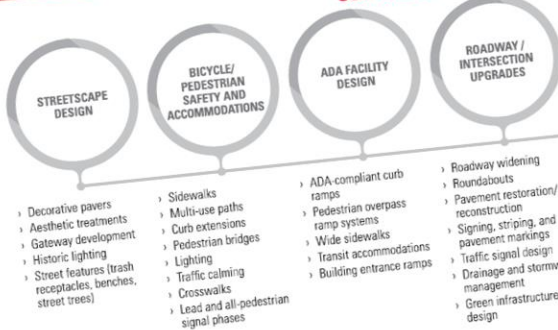 STREETSCAPE
DESIGN
› Decorative pavers
› Aesthetic treatments
› Gateway development
› Historic lighting
› Street features (trash
receptacles, benches,
street trees)
BICYCLE/
PEDESTRIAN
SAFETY AND
ACCOMMODATIONS
› Sidewalks
› Multi-use paths
› Curb extensions
› Pedestrian bridges
› Lighting
› Traffic calming
› Crosswalks
› Lead and all-pedestrian
signal phases
ADA FACILITY
DESIGN
› ADA-compliant curb
ramps
› Pedestrian overpass
ramp systems
› Wide sidewalks
› Transit accommodations
› Building entrance ramps
ROADWAY /
INTERSECTION
UPGRADES
› Roadway widening
› Roundabouts
› Pavement restoration/
reconstruction
› Signing, striping, and
pavement markings
› Traffic signal design
› Drainage and stormw
management
› Green infrastructure
design